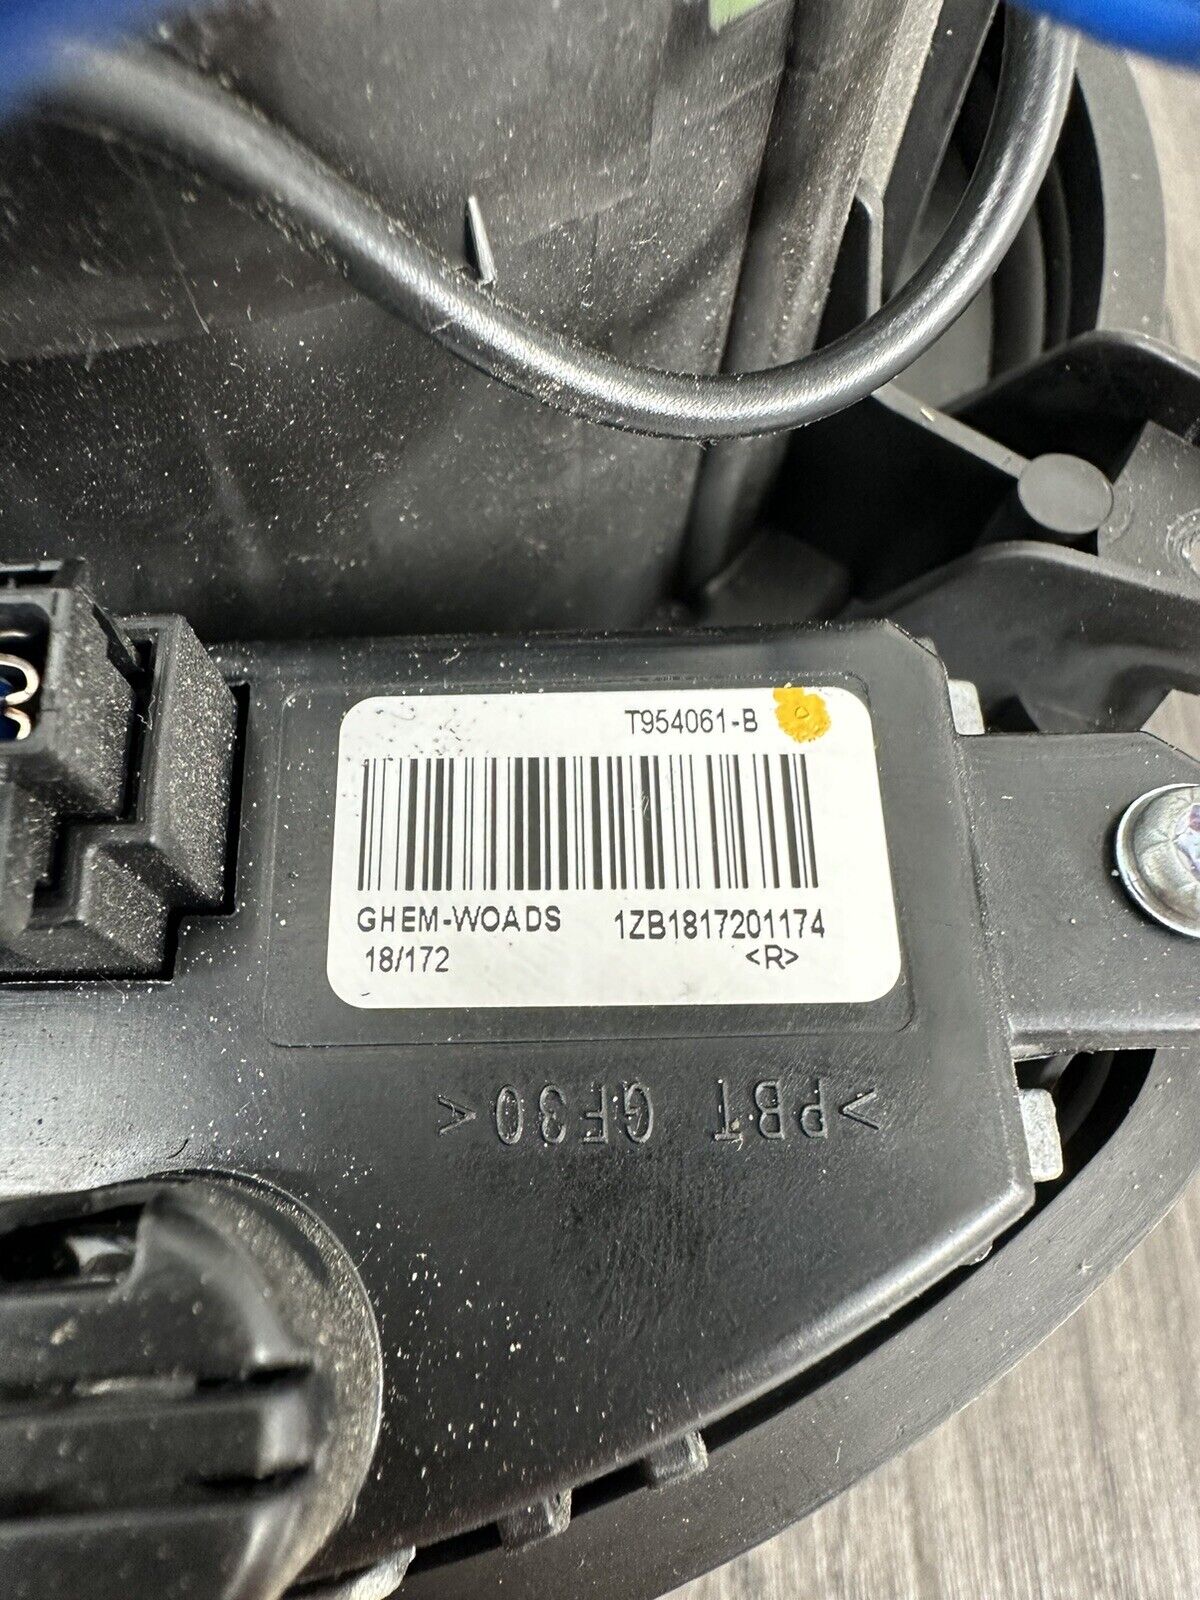 T954061-B
GHEM-WOADS 1ZB1817201174
18/172 <R>
>PBT GF30<